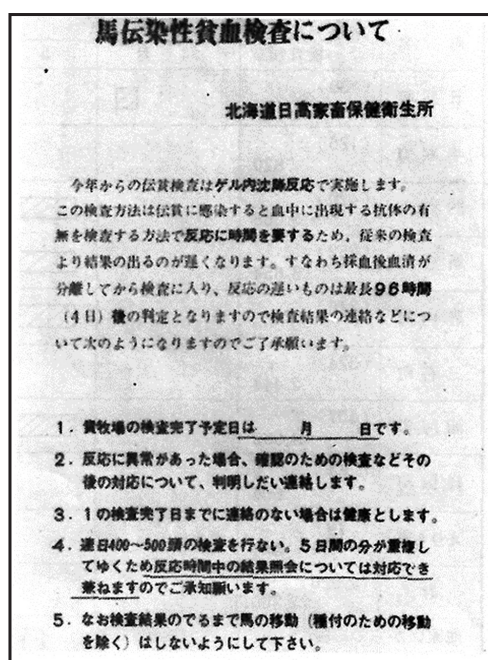 馬伝染性貧血検査について
北海道日高家畜保健衛生所
今年からの伝貧検査はゲル内沈降反応で実施します。
この検査方法は伝貧に感染すると血中に出現する抗体の有
無を検査する方法で反応に時間を要するため、従来の検査
より結果の出るのが遅くなります。すなわち採血後血清が
分離してから検査に入り、反応の遅いものは最長96時間
(4日)後の判定となりますので検査結果の連絡などにつ
いて次のようになりますのでご了承願います。
1. 貴牧場の検査完了予定日は　　月　　日です。
2. 反応に異常があった場合、確認のための検査などその
後の対応について、判明しだい連絡します。
3. 1の検査完了日までに連絡のない場合は健康とします。
4. 連日400〜500頭の検査を行ない。5日間の分が重複し
てゆくため反応時間中の結果照会については対応でき
兼ねますのでご承知願います。
5. なお検査結果のでるまで馬の移動(種付のための移動
を除く)はしないようにして下さい。